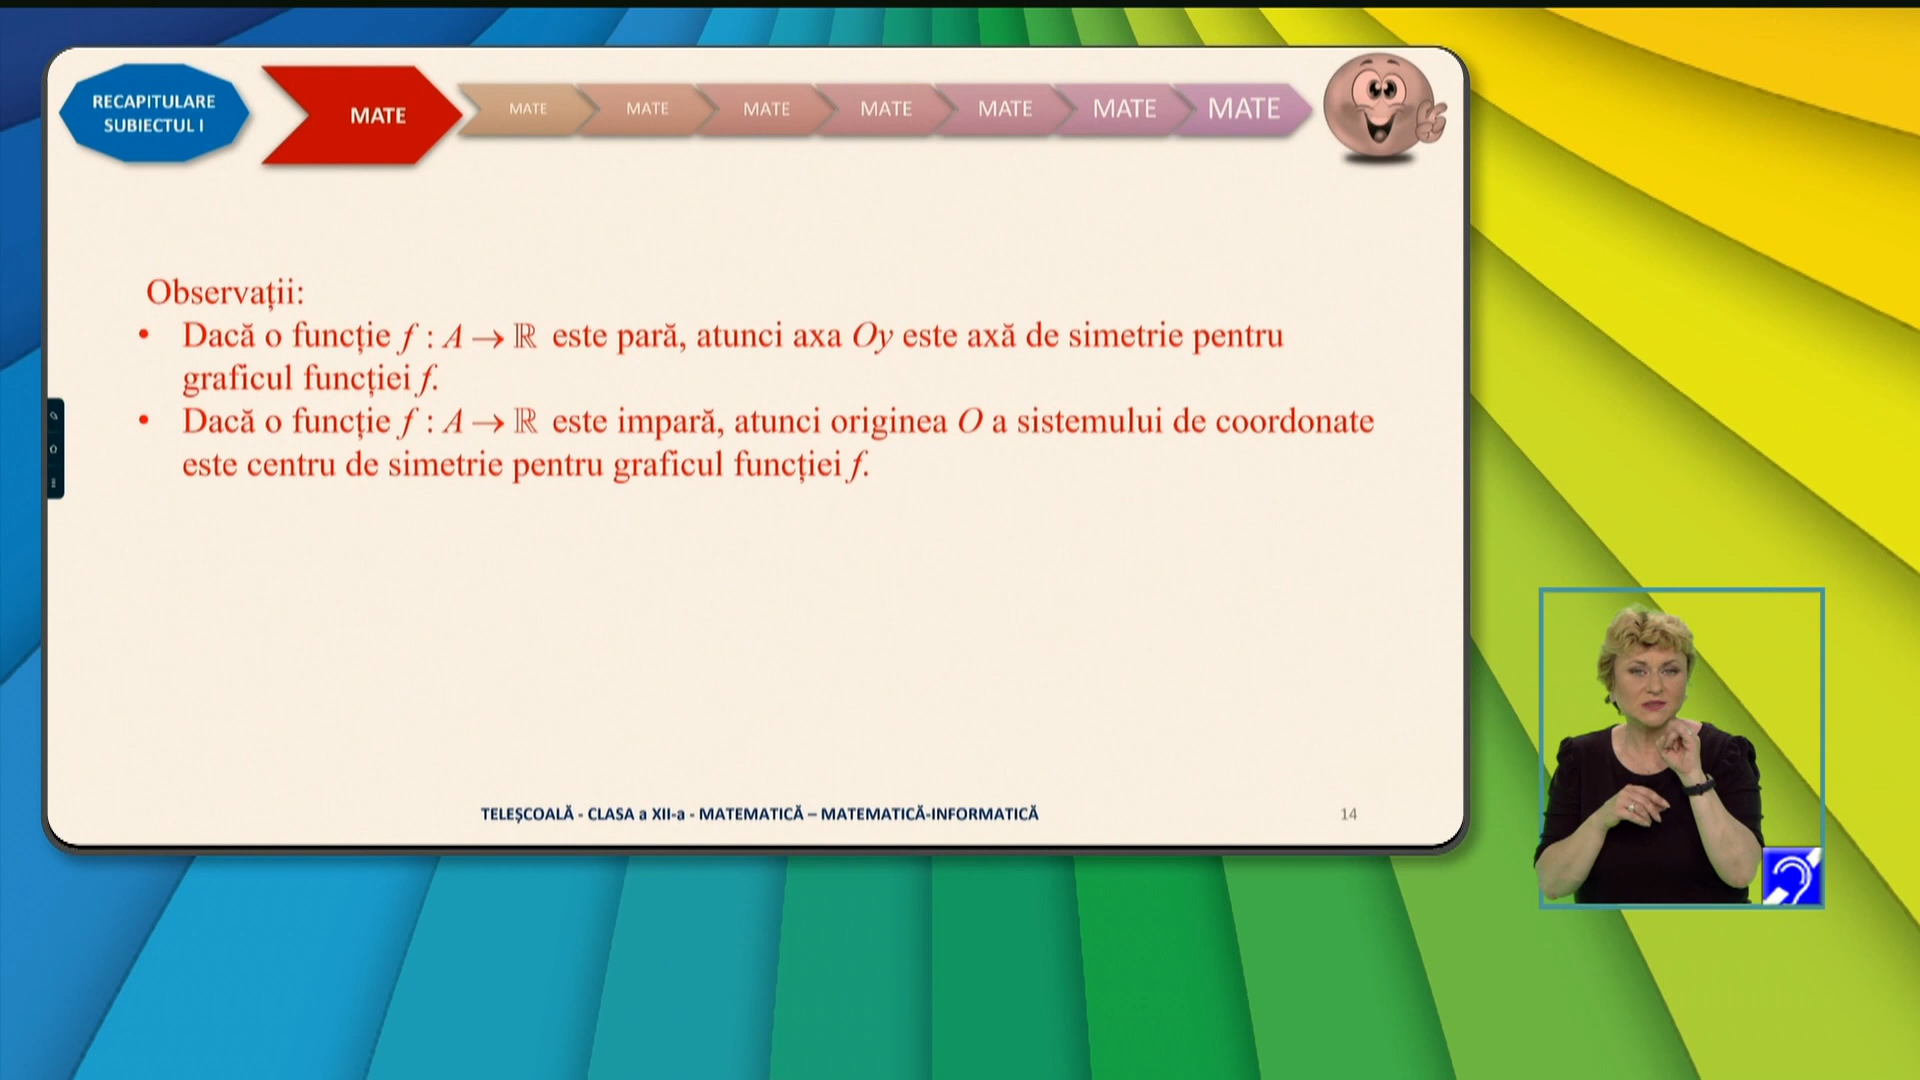 RECAPITULARE
SUBIECTUL I
MATE
MATE
MATE
MATE
MATE
MATE
MATE
MATE
Observații:
• Dacă o funcție f : A → ℝ este pară, atunci axa Oy este axă de simetrie pentru
graficul funcției f.
• Dacă o funcție f : A → ℝ este impară, atunci originea O a sistemului de coordonate
este centru de simetrie pentru graficul funcției f.
TELEȘCOALĂ - CLASA a XII-a - MATEMATICĂ – MATEMATICĂ-INFORMATICĂ
14